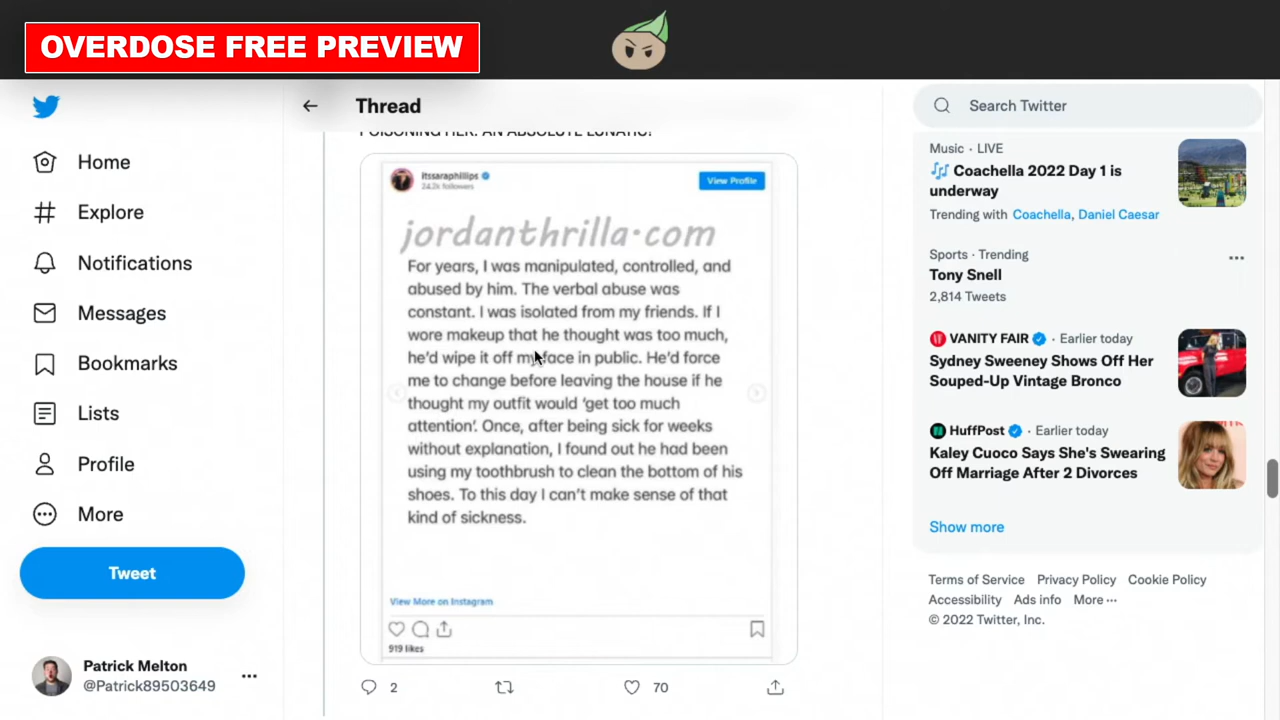 OVERDOSE FREE PREVIEW
Home
Explore
Notifications
Messages
Bookmarks
Lists
Profile
More
Tweet
Patrick Melton
@Patrick89503649
Thread
POISONING HER. AN ABSOLUTE LUNATIC!
itssaraphillips
24.2k followers
View Profile
jordanthrilla.com
For years, I was manipulated, controlled, and
abused by him. The verbal abuse was
constant. I was isolated from my friends. If I
wore makeup that he thought was too much,
he'd wipe it off my face in public. He'd force
me to change before leaving the house if he
thought my outfit would 'get too much
attention'. Once, after being sick for weeks
without explanation, I found out he had been
using my toothbrush to clean the bottom of his
shoes. To this day I can't make sense of that
kind of sickness.
View More on Instagram
919 likes
2
70
Search Twitter
Music · LIVE
Coachella 2022 Day 1 is
underway
Trending with Coachella, Daniel Caesar
Sports · Trending
Tony Snell
2,814 Tweets
VANITY FAIR · Earlier today
Sydney Sweeney Shows Off Her
Souped-Up Vintage Bronco
HuffPost · Earlier today
Kaley Cuoco Says She's Swearing
Off Marriage After 2 Divorces
Show more
Terms of Service Privacy Policy Cookie Policy
Accessibility Ads info More ···
© 2022 Twitter, Inc.